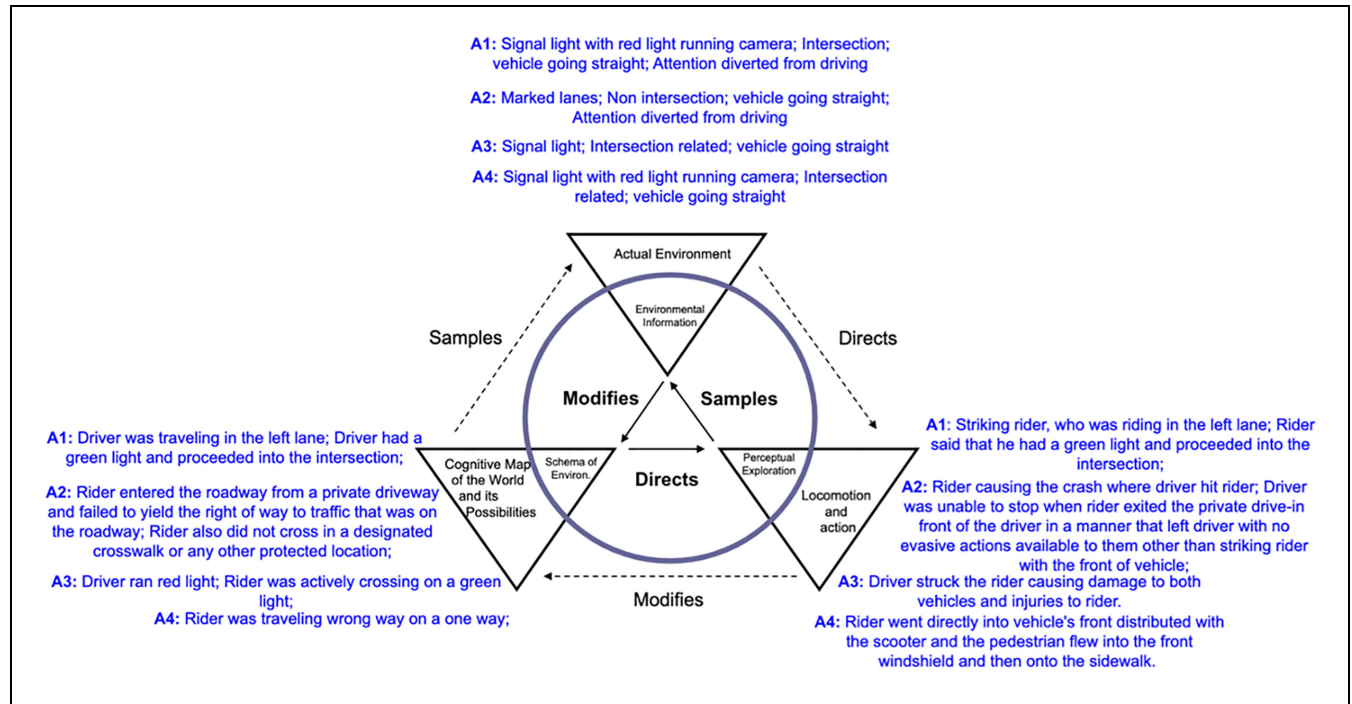 A1: Signal light with red light running camera; Intersection;
vehicle going straight; Attention diverted from driving
A2: Marked lanes; Non intersection; vehicle going straight;
Attention diverted from driving
A3: Signal light; Intersection related; vehicle going straight
A4: Signal light with red light running camera; Intersection
related; vehicle going straight
Actual Environment
Environmental
Information
Samples
Directs
Modifies
Samples
Directs
A1: Driver was traveling in the left lane; Driver had a
green light and proceeded into the intersection;
A2: Rider entered the roadway from a private driveway
and failed to yield the right of way to traffic that was on
the roadway; Rider also did not cross in a designated
crosswalk or any other protected location;
A3: Driver ran red light; Rider was actively crossing on a green
light;
A4: Rider was traveling wrong way on a one way;
Cognitive Map
of the World
and its
Possibilities
Schema of
Environ.
Perceptual
Exploration
Locomotion
and
action
Modifies
A1: Striking rider, who was riding in the left lane; Rider
said that he had a green light and proceeded into the
intersection;
A2: Rider causing the crash where driver hit rider; Driver
was unable to stop when rider exited the private drive-in
front of the driver in a manner that left driver with no
evasive actions available to them other than striking rider
with the front of vehicle;
A3: Driver struck the rider causing damage to both
vehicles and injuries to rider.
A4: Rider went directly into vehicle's front distributed with
the scooter and the pedestrian flew into the front
windshield and then onto the sidewalk.